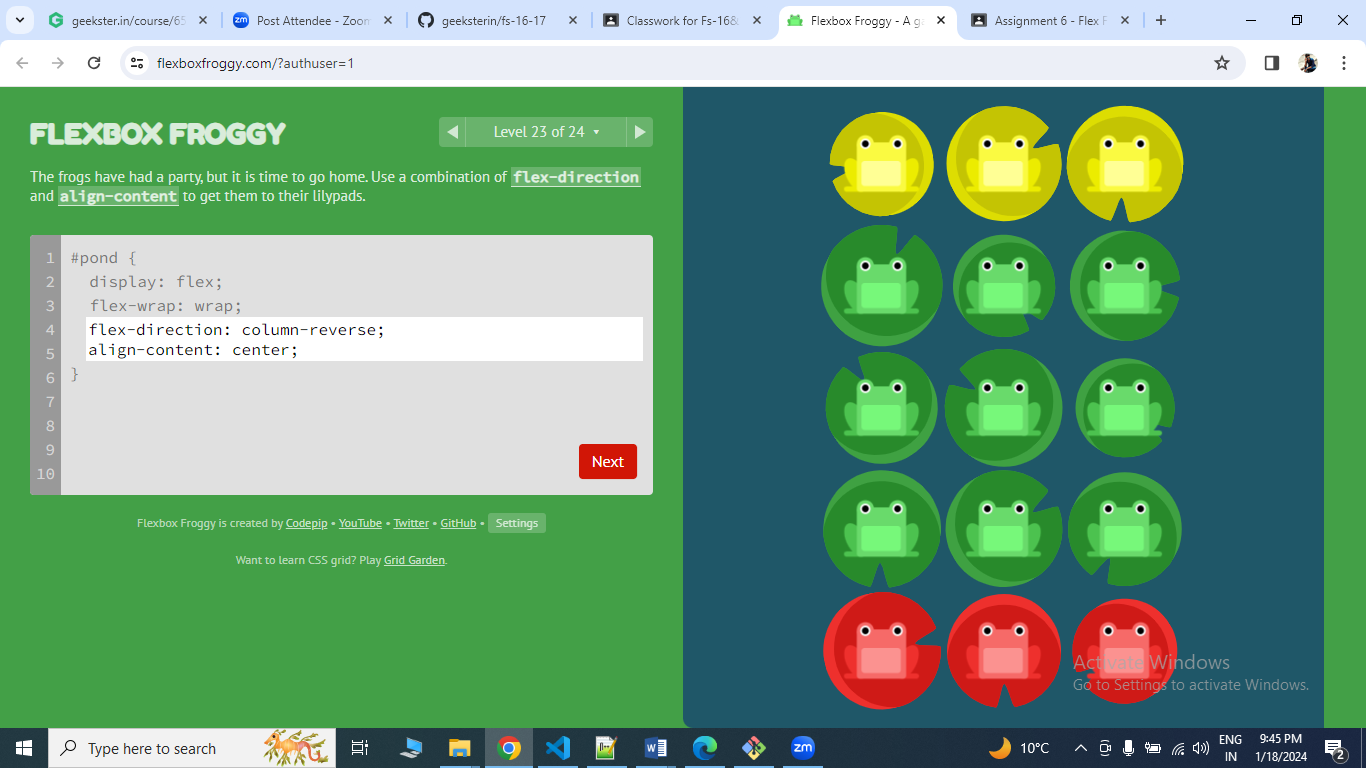 geekster.in/course/65
Post Attendee - Zoom
geeksterin/fs-16-17
Classwork for Fs-16&
Flexbox Froggy - A g
Assignment 6 - Flex F
flexboxfroggy.com/?authuser=1
FLEXBOX FROGGY
Level 23 of 24
The frogs have had a party, but it is time to go home. Use a combination of flex-direction
and align-content to get them to their lilypads.
1 #pond {
2 display: flex;
3 flex-wrap: wrap;
4 flex-direction: column-reverse;
5 align-content: center;
6 }
7
8
9
10
Next
Flexbox Froggy is created by Codepip • YouTube • Twitter • GitHub • Settings
Want to learn CSS grid? Play Grid Garden.
Activate Windows
Go to Settings to activate Windows.
Type here to search
zm
10°C
ENG
IN
9:45 PM
1/18/2024
2